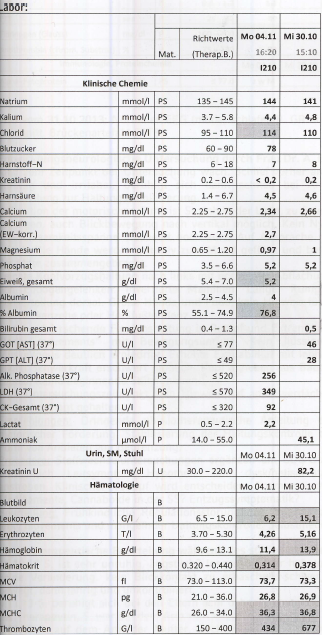 Labor:
Richtwerte Mo 04.11 Mi 30.10
Mat. (Therap.B.) 16:20 15:10
I210 I210
Klinische Chemie
Natrium mmol/l PS 135 – 145 144 141
Kalium mmol/l PS 3.7 – 5.8 4,4 4,8
Chlorid mmol/l PS 95 – 110 114 110
Blutzucker mg/dl PS 60 – 90 78
Harnstoff–N mg/dl PS 6 – 18 7 8
Kreatinin mg/dl PS 0.2 – 0.6 < 0,2 0,2
Harnsäure mg/dl PS 1.4 – 6.7 4,5 4,6
Calcium mmol/l PS 2.25 – 2.75 2,34 2,66
Calcium
(EW–korr.) mmol/l PS 2.25 – 2.75 2,7
Magnesium mmol/l PS 0.65 – 1.20 0,97 1
Phosphat mg/dl PS 3.5 – 6.6 5,2 5,2
Eiweiß, gesamt g/dl PS 5.4 – 7.0 5,2
Albumin g/dl PS 2.5 – 4.5 4
% Albumin % PS 55.1 – 74.9 76,8
Bilirubin gesamt mg/dl PS 0.4 – 1.3 0,5
GOT [AST] (37°) U/l PS ≤ 77 46
GPT [ALT] (37°) U/l PS ≤ 49 28
Alk. Phosphatase (37°) U/l PS ≤ 520 256
LDH (37°) U/l PS ≤ 570 349
CK–Gesamt (37°) U/l PS ≤ 320 92
Lactat mmol/l P 0.5 – 2.2 2,2
Ammoniak µmol/l P 14.0 – 55.0 45,1
Urin, SM, Stuhl Mo 04.11 Mi 30.10
Kreatinin U mg/dl U 30.0 – 220.0 82,2
Hämatologie Mo 04.11 Mi 30.10
Blutbild B
Leukozyten G/l B 6.5 – 15.0 6,2 15,1
Erythrozyten T/l B 3.70 – 5.30 4,26 5,16
Hämoglobin g/dl B 9.6 – 13.1 11,4 13,9
Hämatokrit B 0.320 – 0.440 0,314 0,378
MCV fl B 73.0 – 113.0 73,7 73,3
MCH pg B 21.0 – 36.0 26,8 26,9
MCHC g/dl B 26.0 – 34.0 36,3 36,8
Thrombozyten G/l B 150 – 400 434 677